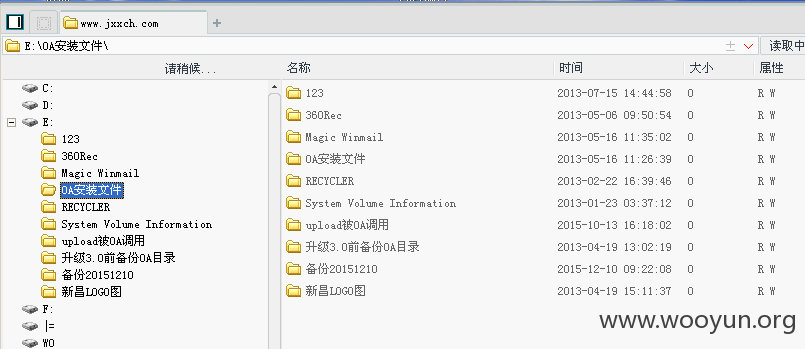 www.jxxch.com
E:\OA安装文件\
读取中
请稍候...
名称 时间 大小 属性
C:
D:
E:
123
360Rec
Magic Winmail
OA安装文件
RECYCLER
System Volume Information
upload被OA调用
升级3.0前备份OA目录
备份20151210
新昌LOGO图
F:
|=
WO
123 2013-07-15 14:44:58 0 R W
360Rec 2013-05-06 09:50:54 0 R W
Magic Winmail 2013-05-16 11:35:02 0 R W
OA安装文件 2013-05-16 11:26:39 0 R W
RECYCLER 2013-02-22 16:39:46 0 R W
System Volume Information 2013-01-23 03:37:12 0 R W
upload被OA调用 2015-10-13 16:18:02 0 R W
升级3.0前备份OA目录 2013-04-19 13:02:19 0 R W
备份20151210 2015-12-10 09:22:08 0 R W
新昌LOGO图 2013-04-19 15:11:37 0 R W
www.wooyun.org